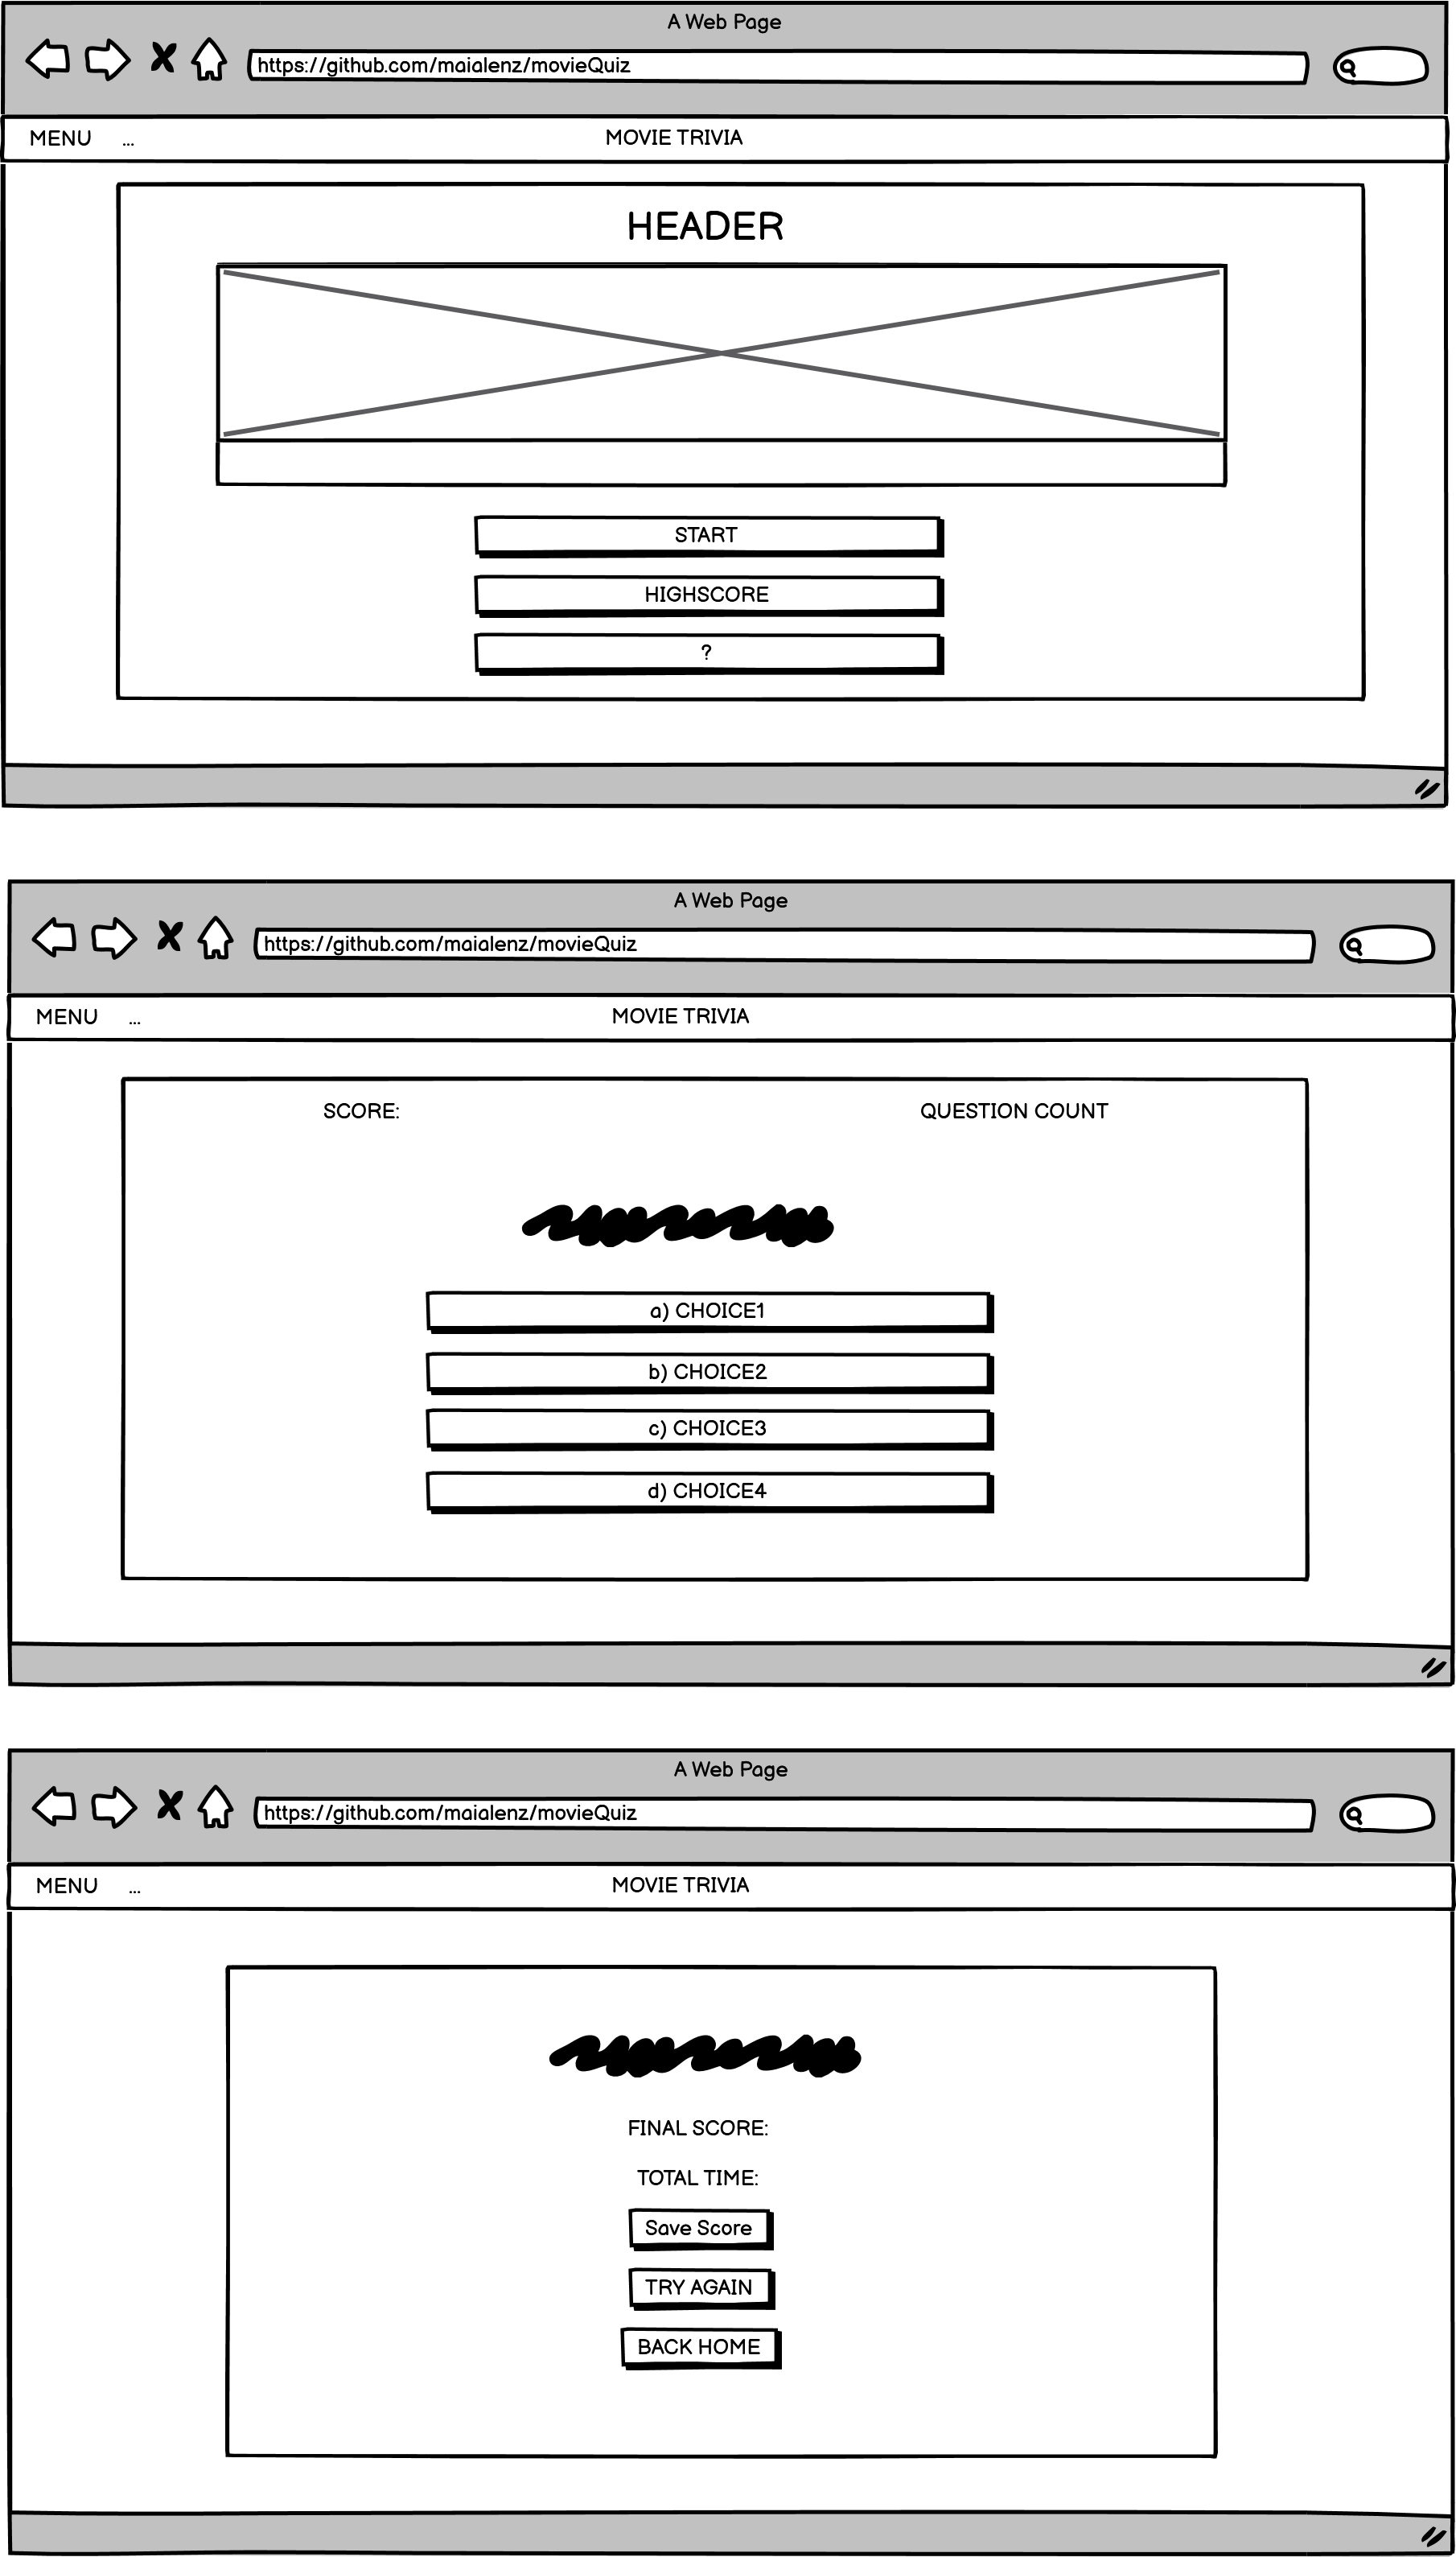 A Web Page
https://github.com/maialenz/movieQuiz
MENU ... MOVIE TRIVIA
HEADER
START
HIGHSCORE
?
A Web Page
https://github.com/maialenz/movieQuiz
MENU ... MOVIE TRIVIA
SCORE: QUESTION COUNT
a) CHOICE1
b) CHOICE2
c) CHOICE3
d) CHOICE4
A Web Page
https://github.com/maialenz/movieQuiz
MENU ... MOVIE TRIVIA
FINAL SCORE:
TOTAL TIME:
Save Score
TRY AGAIN
BACK HOME